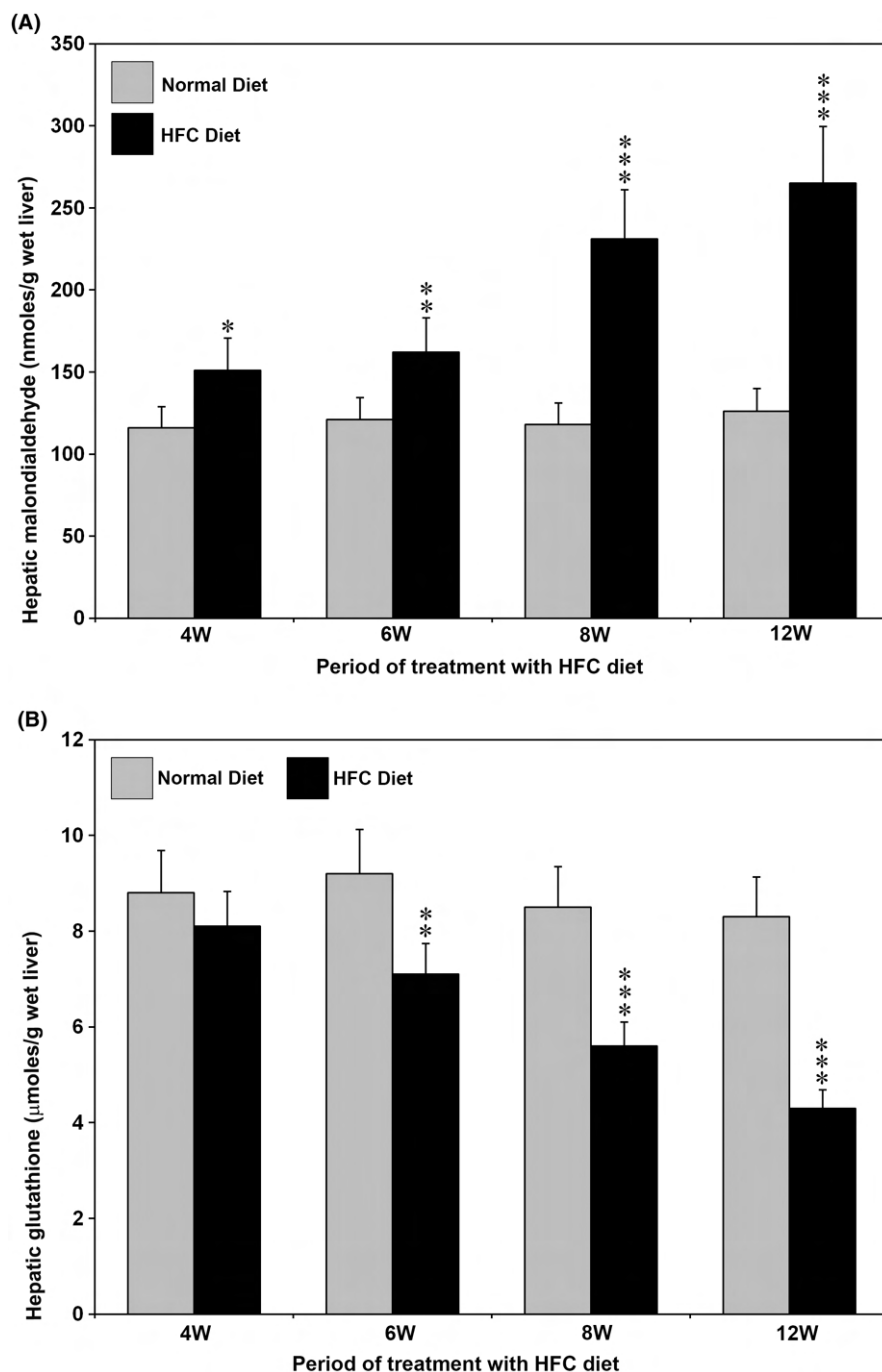 (A)
350
300
250
200
150
100
50
0
Hepatic malondialdehyde (nmoles/g wet liver)
Normal Diet
HFC Diet
*
**
***
***
4W 6W 8W 12W
Period of treatment with HFC diet
(B)
12
10
8
6
4
2
0
Hepatic glutathione (μmoles/g wet liver)
Normal Diet HFC Diet
**
***
***
4W 6W 8W 12W
Period of treatment with HFC diet